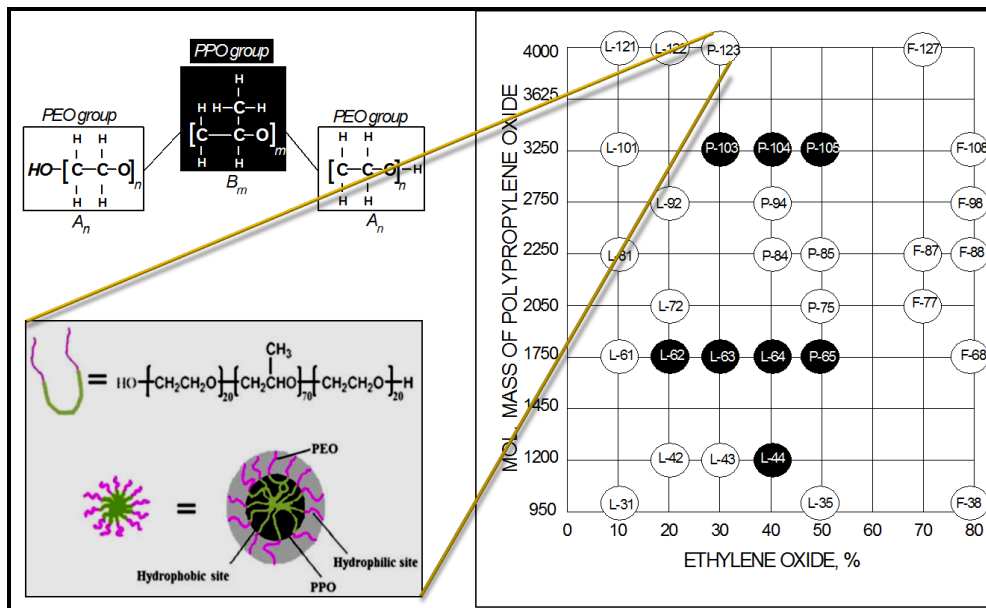 PPO group
H
H H-C-H
[C-C-O]m
H H
Bm
PEO group
H H
HO-[C-C-O]n
H H
An
PEO group
H H
[C-C-O]n-H
H H
An
= HO-[CH₂CH₂O]20[CH₂CHO]70[CH₂CH₂O]20-H
CH₃
PEO
=
Hydrophobic site
Hydrophilic site
PPO
MOL. MASS OF POLYPROPYLENE OXIDE
4000 L-121 L-122 P-123 F-127
3625
3250 L-101 P-103 P-104 P-105 F-108
2750 L-92 P-94 F-98
2250 L-81 P-84 P-85 F-87 F-88
2050 L-72 P-75 F-77
1750 L-61 L-62 L-63 L-64 P-65 F-68
1450
1200 L-42 L-43 L-44
950 L-31 L-35 F-38
0 10 20 30 40 50 60 70 80
ETHYLENE OXIDE, %